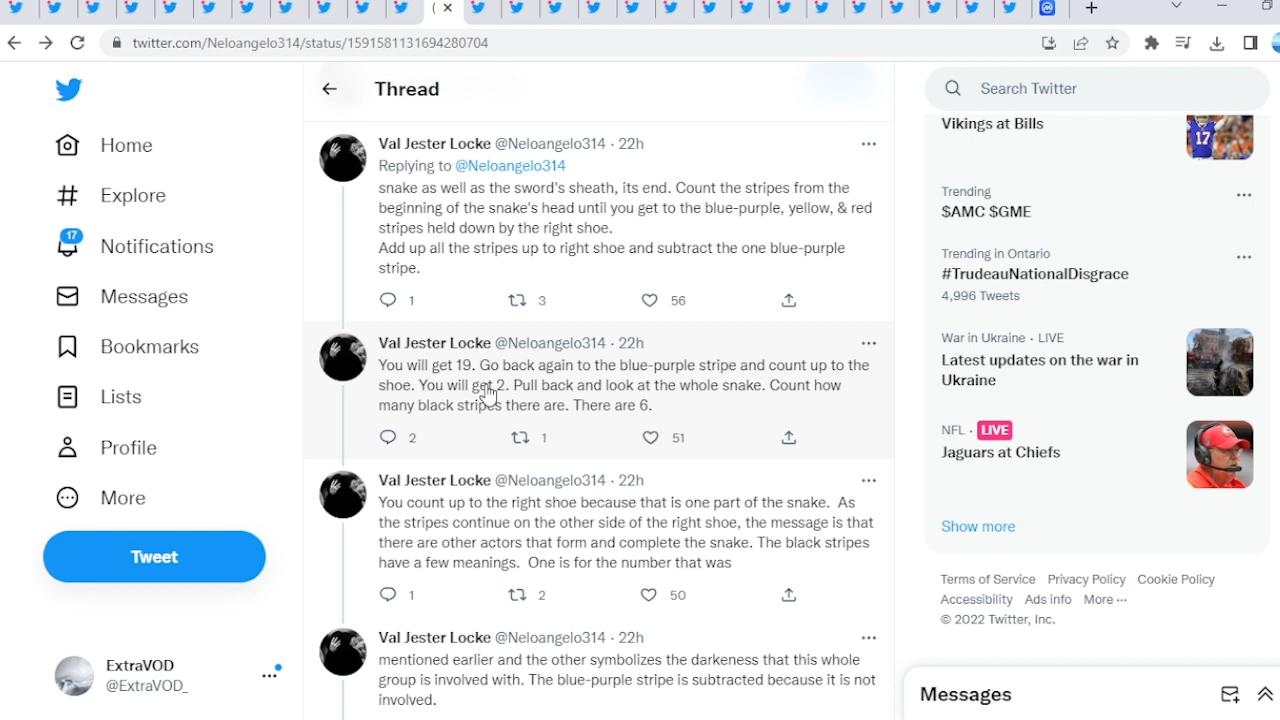 twitter.com/Neloangelo314/status/1591581131694280704
Home
Explore
17
Notifications
Messages
Bookmarks
Lists
Profile
More
Tweet
ExtraVOD
@ExtraVOD_
Thread
Val Jester Locke @Neloangelo314 · 22h
Replying to @Neloangelo314
snake as well as the sword's sheath, its end. Count the stripes from the
beginning of the snake's head until you get to the blue-purple, yellow, & red
stripes held down by the right shoe.
Add up all the stripes up to right shoe and subtract the one blue-purple
stripe.
1 3 56
Val Jester Locke @Neloangelo314 · 22h
You will get 19. Go back again to the blue-purple stripe and count up to the
shoe. You will get 2. Pull back and look at the whole snake. Count how
many black stripes there are. There are 6.
2 1 51
Val Jester Locke @Neloangelo314 · 22h
You count up to the right shoe because that is one part of the snake. As
the stripes continue on the other side of the right shoe, the message is that
there are other actors that form and complete the snake. The black stripes
have a few meanings. One is for the number that was
1 2 50
Val Jester Locke @Neloangelo314 · 22h
mentioned earlier and the other symbolizes the darkeness that this whole
group is involved with. The blue-purple stripe is subtracted because it is not
involved.
Search Twitter
Vikings at Bills
17
Trending
$AMC $GME
Trending in Ontario
#TrudeauNationalDisgrace
4,996 Tweets
War in Ukraine · LIVE
Latest updates on the war in
Ukraine
NFL · LIVE
Jaguars at Chiefs
Show more
Terms of Service Privacy Policy Cookie Policy
Accessibility Ads info More ···
© 2022 Twitter, Inc.
Messages